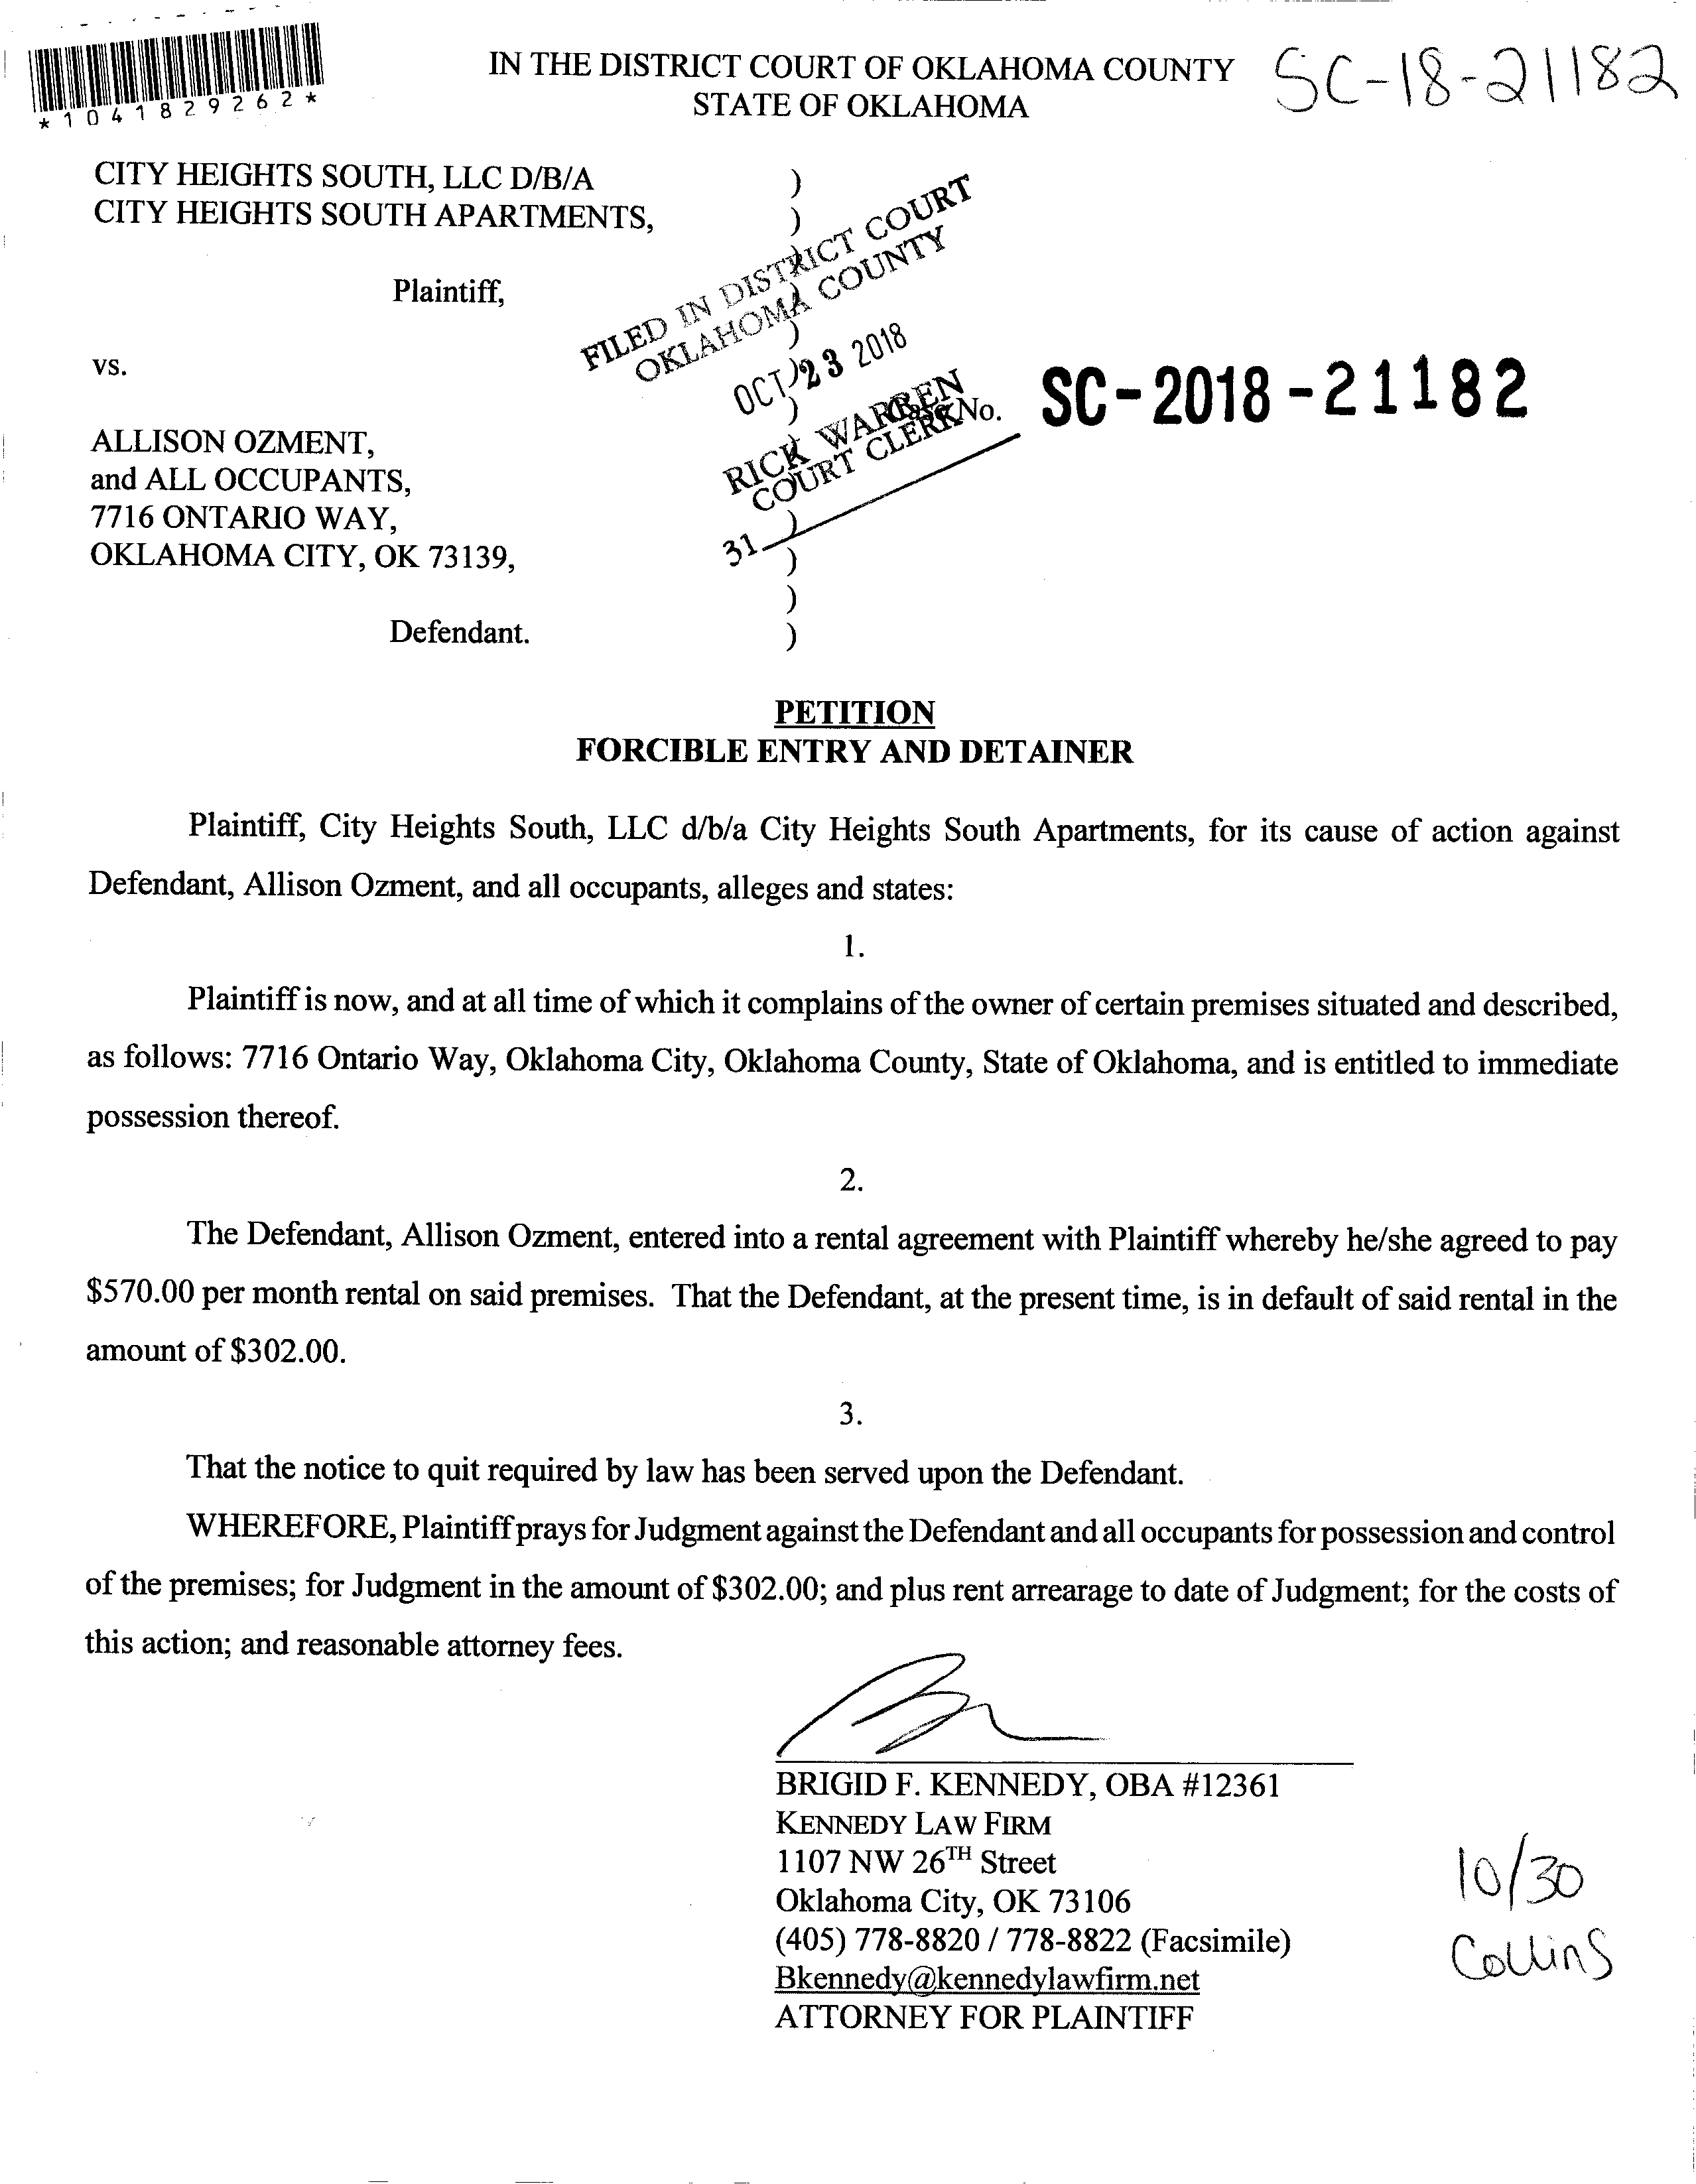 *1041829262*
IN THE DISTRICT COURT OF OKLAHOMA COUNTY
STATE OF OKLAHOMA
SC-18-21182
CITY HEIGHTS SOUTH, LLC D/B/A
CITY HEIGHTS SOUTH APARTMENTS,
Plaintiff,
vs.
ALLISON OZMENT,
and ALL OCCUPANTS,
7716 ONTARIO WAY,
OKLAHOMA CITY, OK 73139,
Defendant.
)
)
)
)
)
)
)
)
)
)
)
)
)
FILED IN DISTRICT COURT
OKLAHOMA COUNTY
OCT 23 2018
RICK WARREN
COURT CLERK
31
Case No. SC-2018-21182
PETITION
FORCIBLE ENTRY AND DETAINER
Plaintiff, City Heights South, LLC d/b/a City Heights South Apartments, for its cause of action against
Defendant, Allison Ozment, and all occupants, alleges and states:
1.
Plaintiff is now, and at all time of which it complains of the owner of certain premises situated and described,
as follows: 7716 Ontario Way, Oklahoma City, Oklahoma County, State of Oklahoma, and is entitled to immediate
possession thereof.
2.
The Defendant, Allison Ozment, entered into a rental agreement with Plaintiff whereby he/she agreed to pay
$570.00 per month rental on said premises. That the Defendant, at the present time, is in default of said rental in the
amount of $302.00.
3.
That the notice to quit required by law has been served upon the Defendant.
WHEREFORE, Plaintiff prays for Judgment against the Defendant and all occupants for possession and control
of the premises; for Judgment in the amount of $302.00; and plus rent arrearage to date of Judgment; for the costs of
this action; and reasonable attorney fees.
BRIGID F. KENNEDY, OBA #12361
KENNEDY LAW FIRM
1107 NW 26TH Street
Oklahoma City, OK 73106
(405) 778-8820 / 778-8822 (Facsimile)
Bkennedy@kennedylawfirm.net
ATTORNEY FOR PLAINTIFF
10/30
Collins